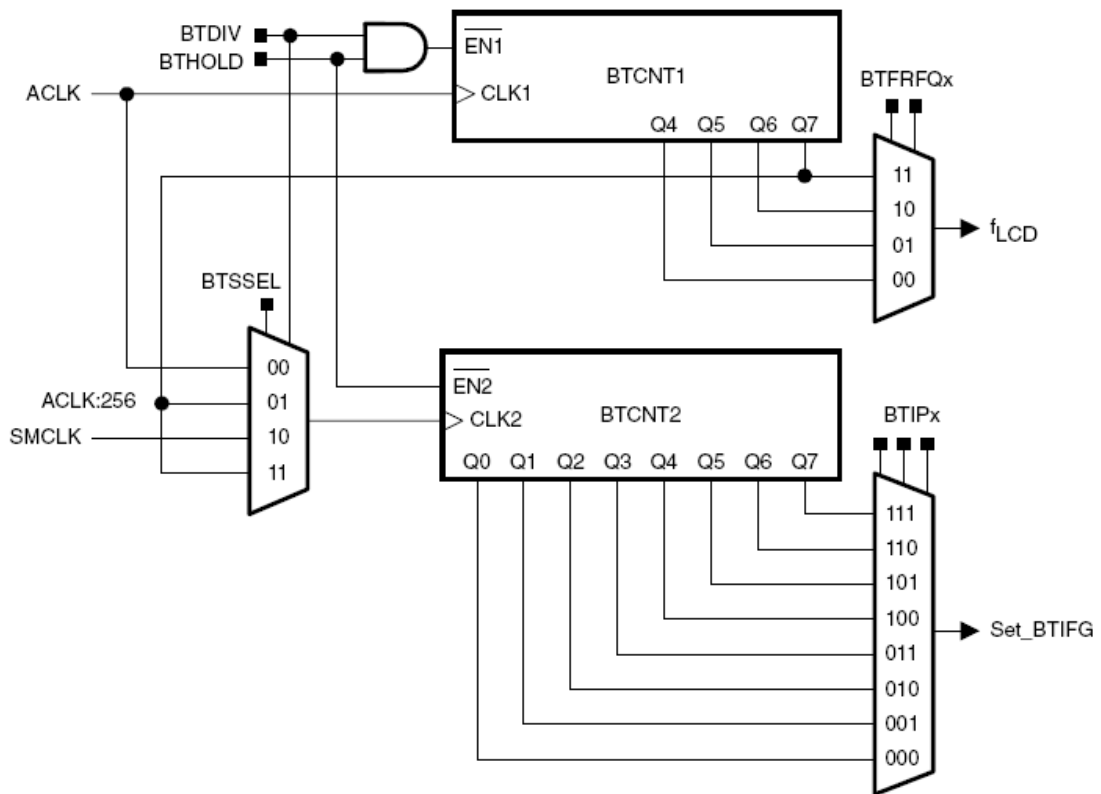 BTDIV
BTHOLD
EN1
BTCNT1
ACLK
CLK1
BTFRFQx
Q4 Q5 Q6 Q7
11
10
01
00
fLCD
BTSSEL
00
01
10
11
ACLK:256
SMCLK
EN2
BTCNT2
CLK2
Q0 Q1 Q2 Q3 Q4 Q5 Q6 Q7
BTIPx
111
110
101
100
011
010
001
000
Set_BTIFG